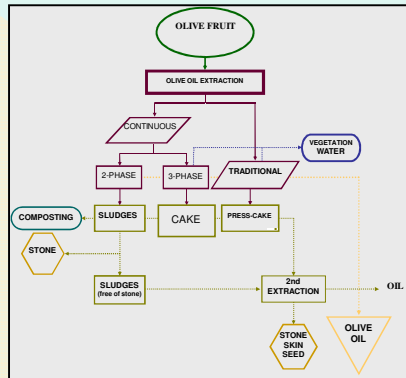 OLIVE FRUIT
OLIVE OIL EXTRACTION
CONTINUOUS
VEGETATION
WATER
2-PHASE
3-PHASE
TRADITIONAL
COMPOSTING
SLUDGES
CAKE
PRESS-CAKE
STONE
SLUDGES
(free of stone)
2nd
EXTRACTION
OIL
STONE
SKIN
SEED
OLIVE
OIL